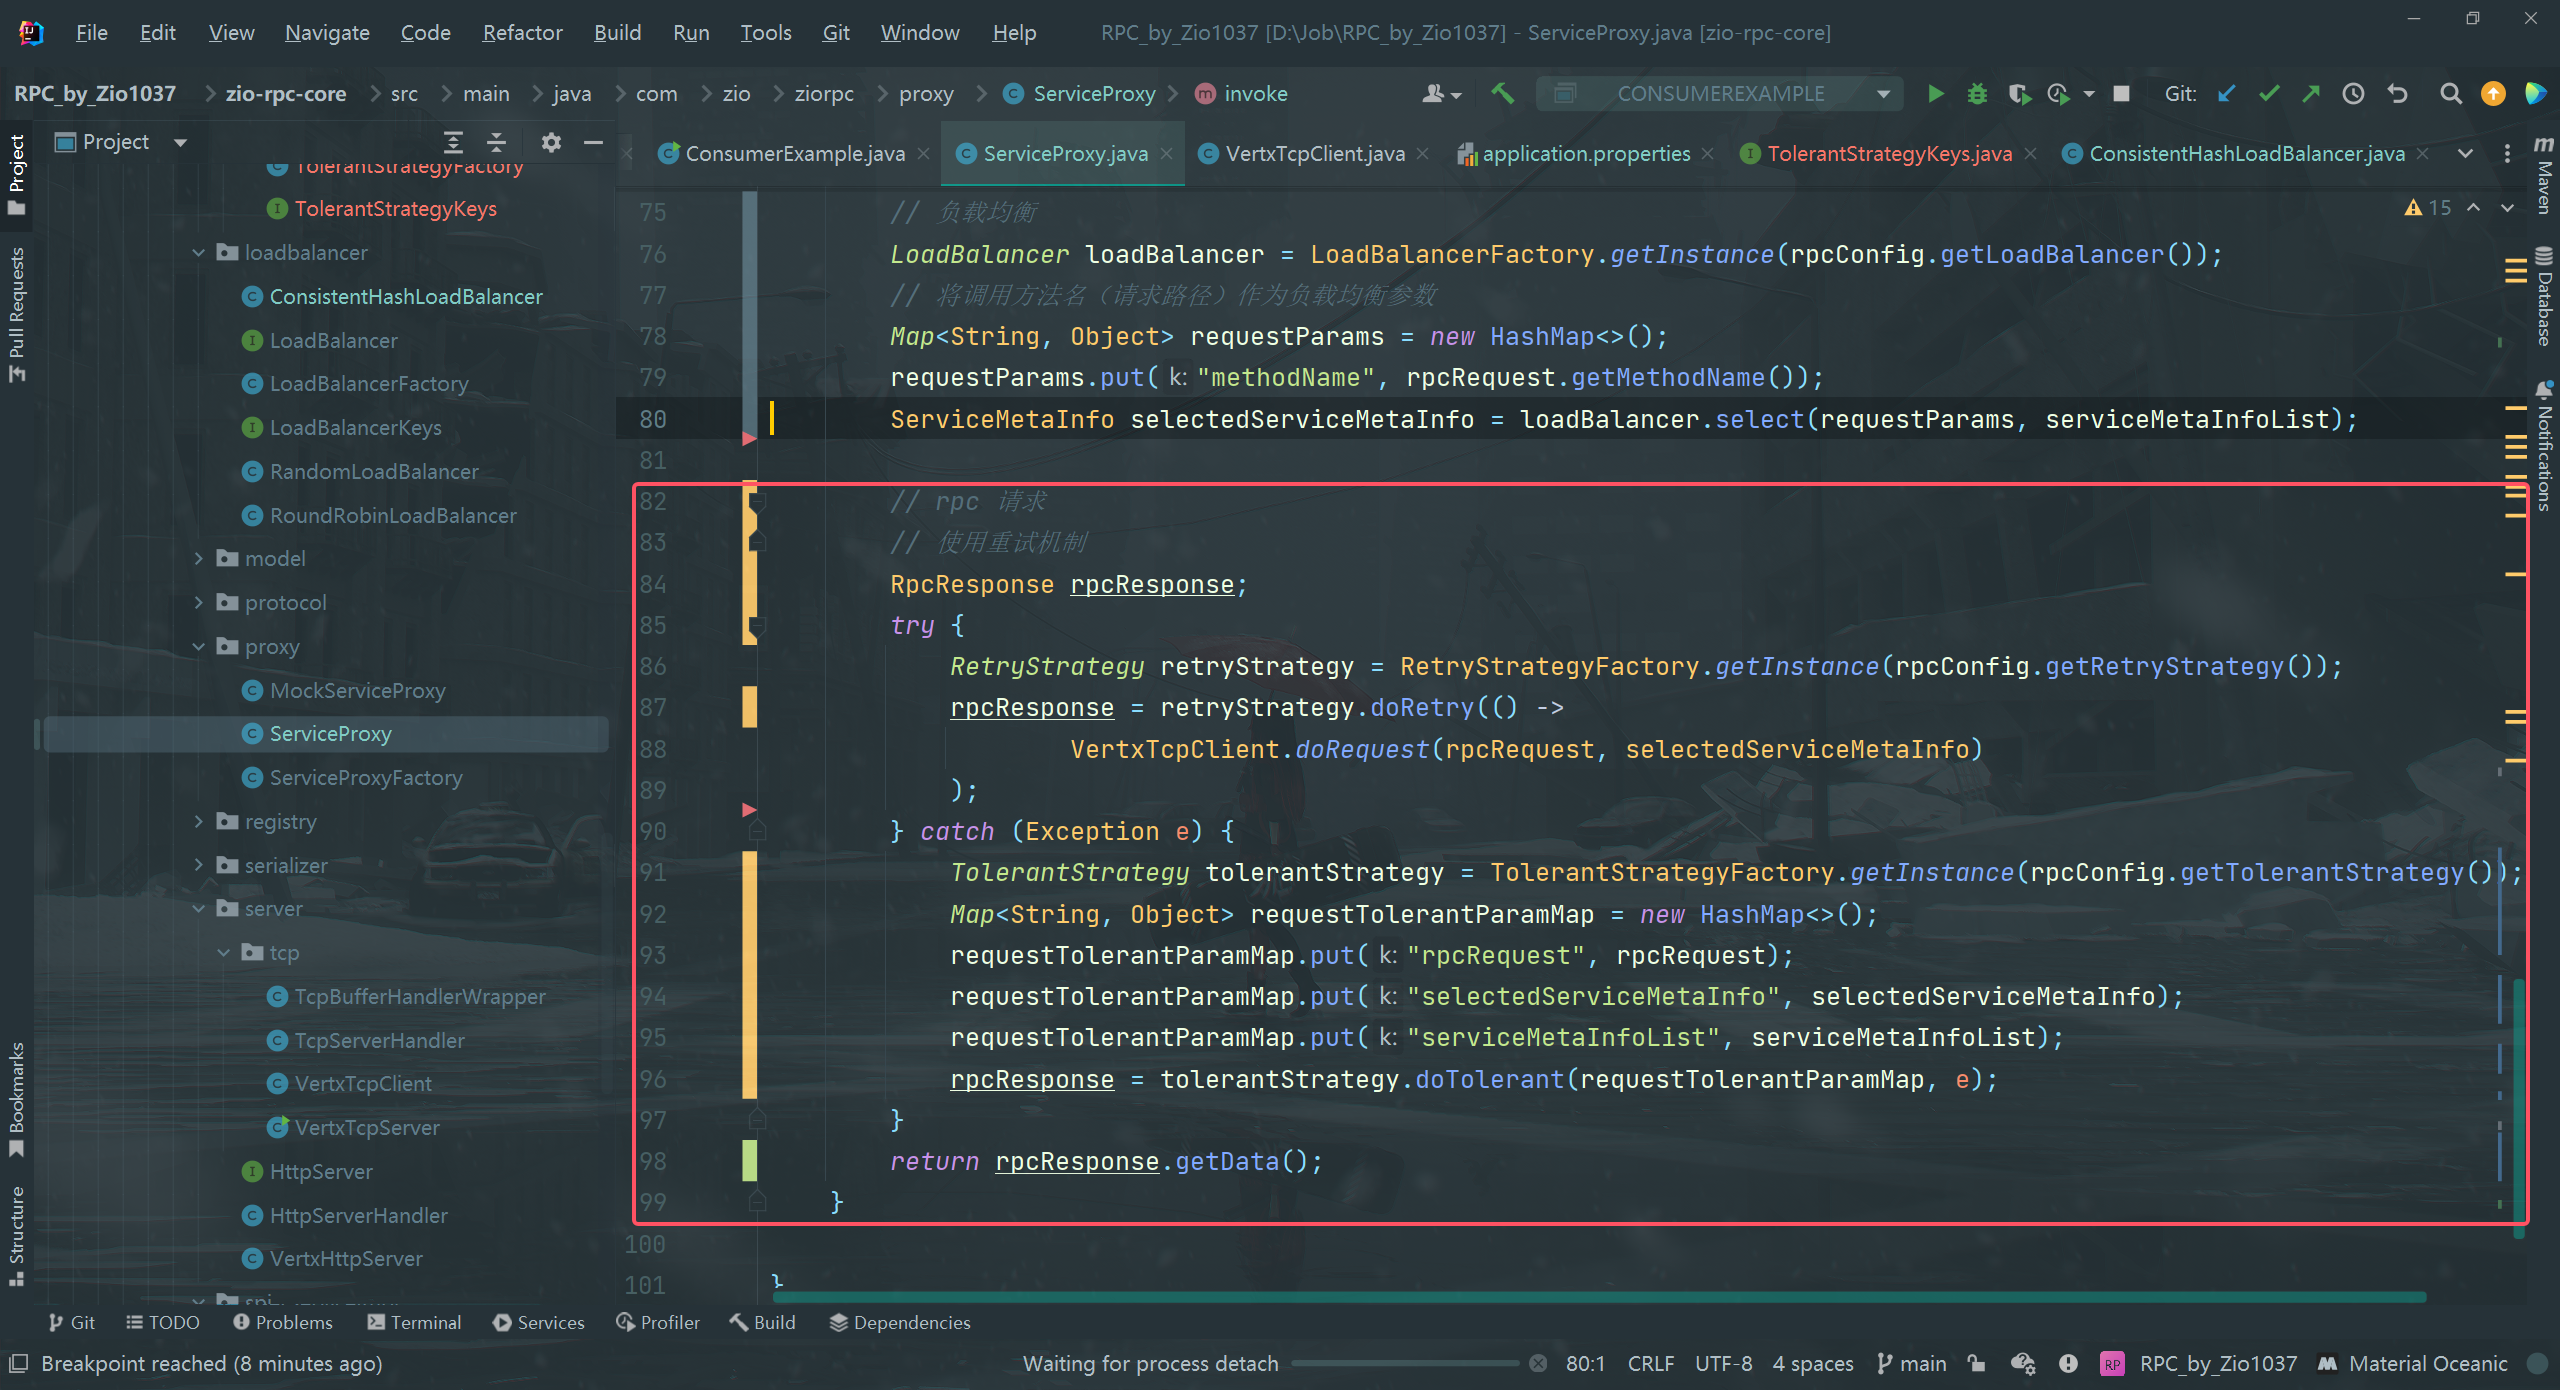 File Edit View Navigate Code Refactor Build Run Tools Git Window Help RPC_by_Zio1037 [D:\Job\RPC_by_Zio1037] - ServiceProxy.java [zio-rpc-core]
RPC_by_Zio1037 zio-rpc-core src main java com zio ziorpc proxy ServiceProxy invoke CONSUMEREXAMPLE Git:
Project
ConsumerExample.java ServiceProxy.java VertxTcpClient.java application.properties TolerantStrategyKeys.java ConsistentHashLoadBalancer.java
Project
Pull Requests
Bookmarks
Structure
TolerantStrategyFactory
TolerantStrategyKeys
loadbalancer
ConsistentHashLoadBalancer
LoadBalancer
LoadBalancerFactory
LoadBalancerKeys
RandomLoadBalancer
RoundRobinLoadBalancer
model
protocol
proxy
MockServiceProxy
ServiceProxy
ServiceProxyFactory
registry
serializer
server
tcp
TcpBufferHandlerWrapper
TcpServerHandler
VertxTcpClient
VertxTcpServer
HttpServer
HttpServerHandler
VertxHttpServer
spi
15
75 // 负载均衡
76 LoadBalancer loadBalancer = LoadBalancerFactory.getInstance(rpcConfig.getLoadBalancer());
77 // 将调用方法名（请求路径）作为负载均衡参数
78 Map<String, Object> requestParams = new HashMap<>();
79 requestParams.put( k: "methodName", rpcRequest.getMethodName());
80 ServiceMetaInfo selectedServiceMetaInfo = loadBalancer.select(requestParams, serviceMetaInfoList);
81
82 // rpc 请求
83 // 使用重试机制
84 RpcResponse rpcResponse;
85 try {
86 RetryStrategy retryStrategy = RetryStrategyFactory.getInstance(rpcConfig.getRetryStrategy());
87 rpcResponse = retryStrategy.doRetry(() ->
88 VertxTcpClient.doRequest(rpcRequest, selectedServiceMetaInfo)
89 );
90 } catch (Exception e) {
91 TolerantStrategy tolerantStrategy = TolerantStrategyFactory.getInstance(rpcConfig.getTolerantStrategy());
92 Map<String, Object> requestTolerantParamMap = new HashMap<>();
93 requestTolerantParamMap.put( k: "rpcRequest", rpcRequest);
94 requestTolerantParamMap.put( k: "selectedServiceMetaInfo", selectedServiceMetaInfo);
95 requestTolerantParamMap.put( k: "serviceMetaInfoList", serviceMetaInfoList);
96 rpcResponse = tolerantStrategy.doTolerant(requestTolerantParamMap, e);
97 }
98 return rpcResponse.getData();
99 }
100
101 }
Maven
Database
Notifications
Git TODO Problems Terminal Services Profiler Build Dependencies
Breakpoint reached (8 minutes ago) Waiting for process detach 80:1 CRLF UTF-8 4 spaces main RP RPC_by_Zio1037 Material Oceanic